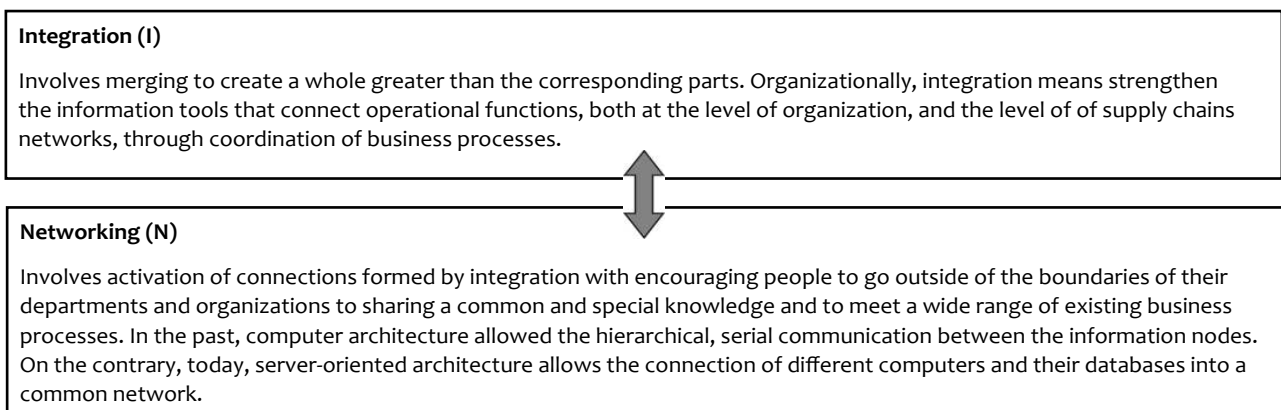 Integration (I)
Involves merging to create a whole greater than the corresponding parts. Organizationally, integration means strengthen
the information tools that connect operational functions, both at the level of organization, and the level of of supply chains
networks, through coordination of business processes.
Networking (N)
Involves activation of connections formed by integration with encouraging people to go outside of the boundaries of their
departments and organizations to sharing a common and special knowledge and to meet a wide range of existing business
processes. In the past, computer architecture allowed the hierarchical, serial communication between the information nodes.
On the contrary, today, server-oriented architecture allows the connection of different computers and their databases into a
common network.